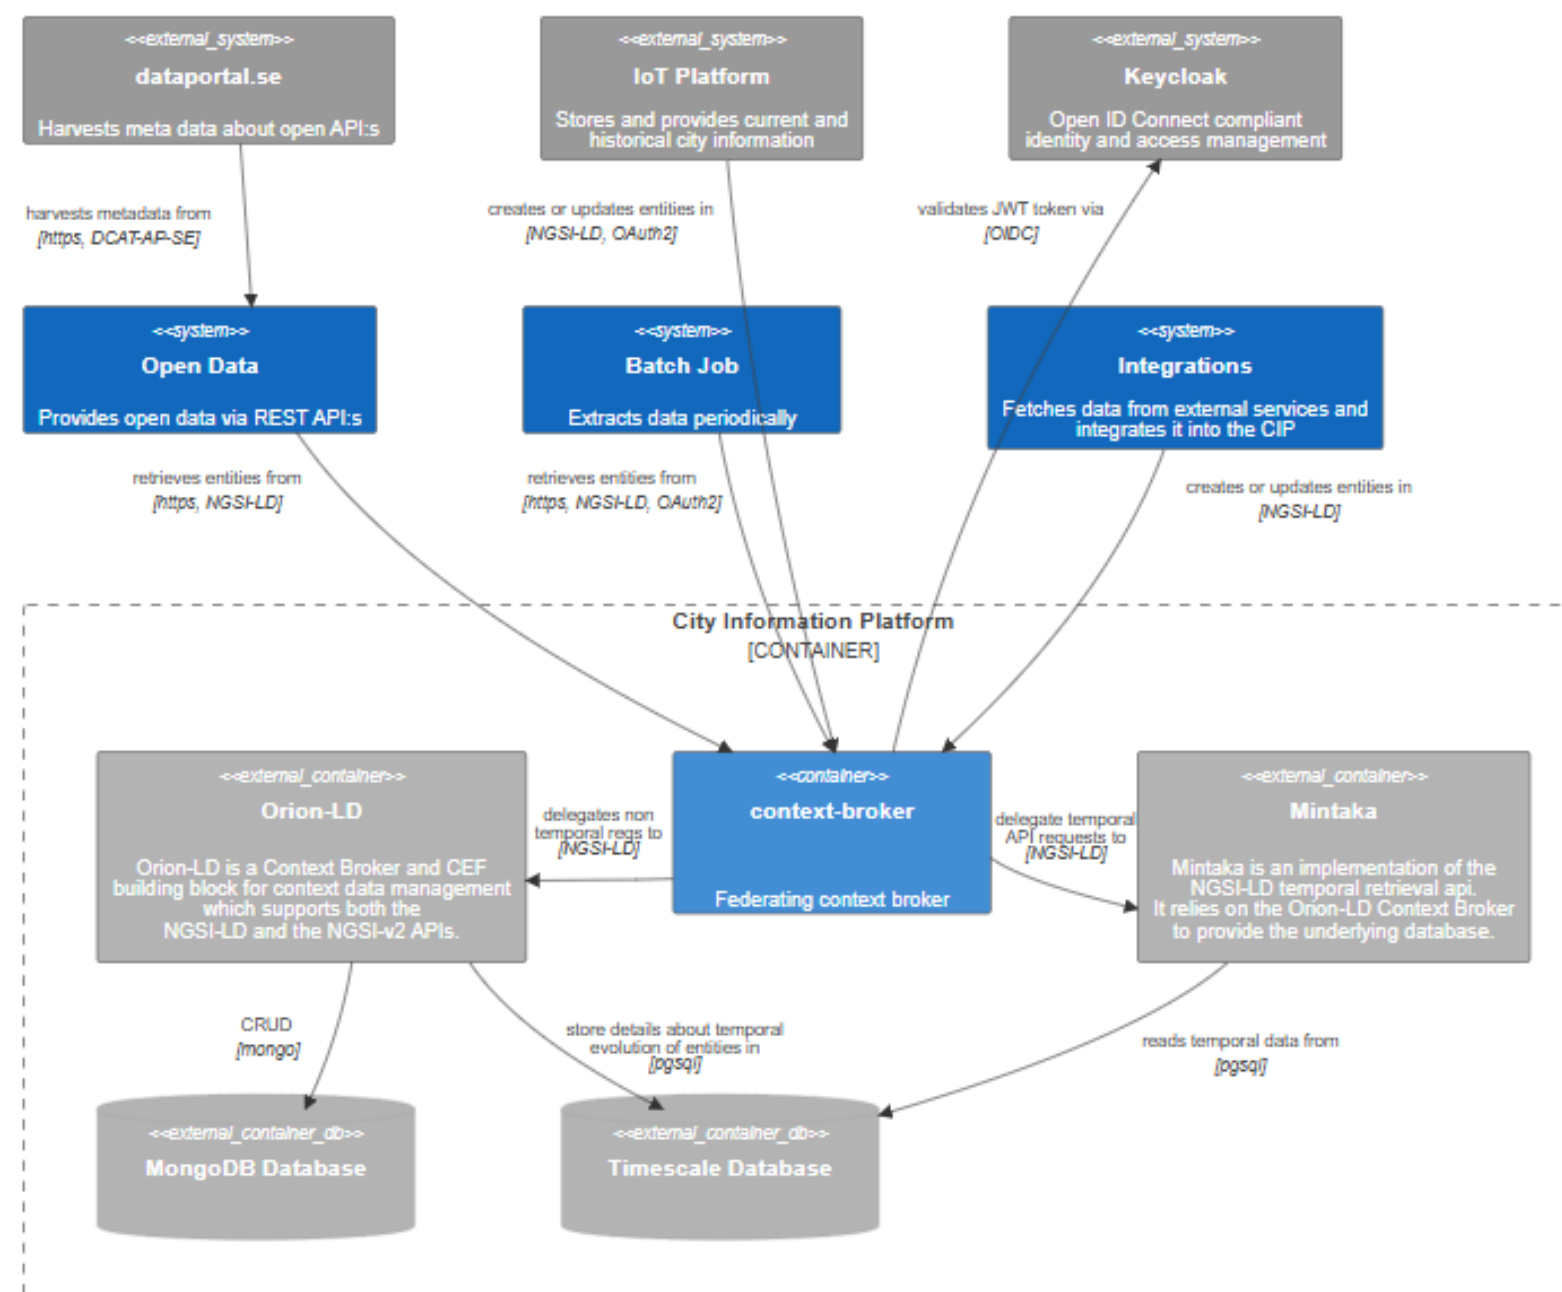 <<external_system>>
dataportal.se
Harvests meta data about open API:s
<<external_system>>
IoT Platform
Stores and provides current and
historical city information
<<external_system>>
Keycloak
Open ID Connect compliant
identity and access management
harvests metadata from
[https, DCAT-AP-SE]
creates or updates entities in
[NGSI-LD, OAuth2]
validates JWT token via
[OIDC]
<<system>>
Open Data
Provides open data via REST API:s
<<system>>
Batch Job
Extracts data periodically
<<system>>
Integrations
Fetches data from external services and
integrates it into the CIP
retrieves entities from
[https, NGSI-LD]
retrieves entities from
[https, NGSI-LD, OAuth2]
creates or updates entities in
[NGSI-LD]
City Information Platform
[CONTAINER]
<<external_container>>
Orion-LD
Orion-LD is a Context Broker and CEF
building block for context data management
which supports both the
NGSI-LD and the NGSI-v2 APIs.
delegates non
temporal reqs to
[NGSI-LD]
<<container>>
context-broker
Federating context broker
delegate temporal
API requests to
[NGSI-LD]
<<external_container>>
Mintaka
Mintaka is an implementation of the
NGSI-LD temporal retrieval api.
It relies on the Orion-LD Context Broker
to provide the underlying database.
CRUD
[mongo]
store details about temporal
evolution of entities in
[pgsql]
reads temporal data from
[pgsql]
<<external_container_db>>
MongoDB Database
<<external_container_db>>
Timescale Database